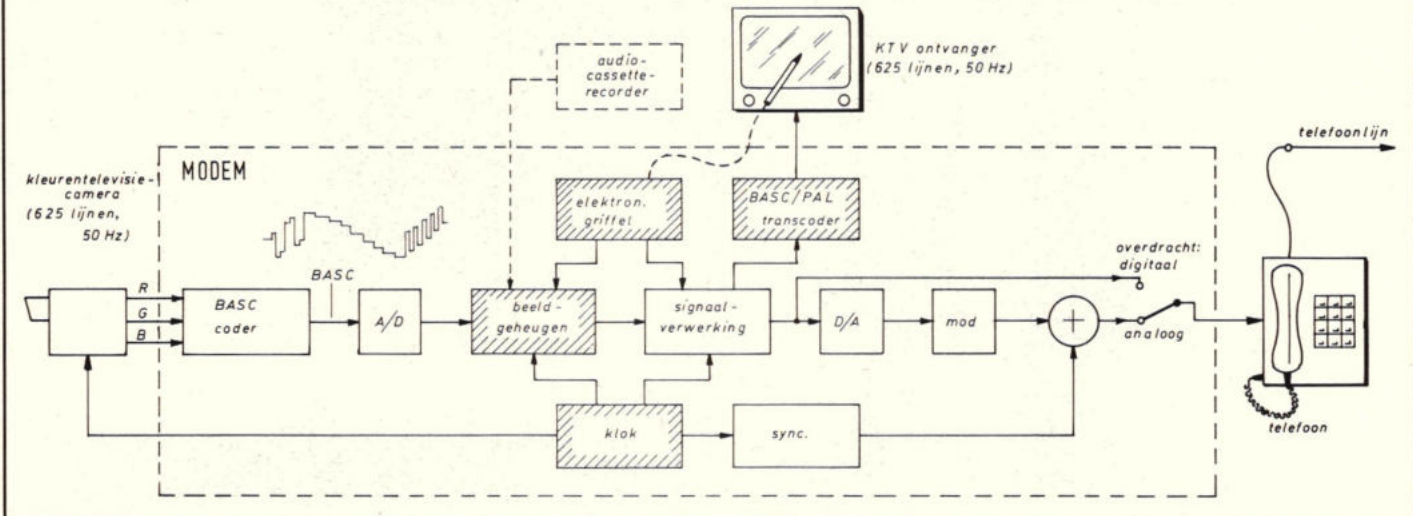 audio-
cassette-
recorder
KTV ontvanger
(625 lijnen, 50 Hz)
telefoonlijn
MODEM
kleurentelevisie-
camera
(625 lijnen,
50 Hz)
elektron.
griffel
BASC/PAL
transcoder
overdracht:
digitaal
BASC
R
G
B
BASC
coder
A/D
beeld-
geheugen
signaal-
verwerking
D/A
mod
+
analoog
klok
sync.
telefoon